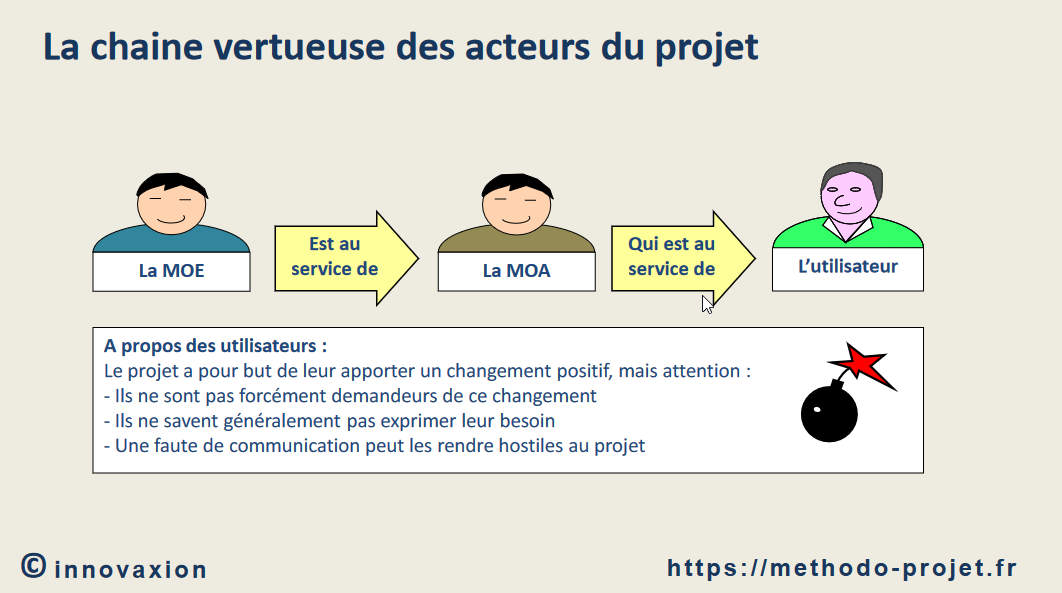 La chaine vertueuse des acteurs du projet
La MOE
Est au
service de
La MOA
Qui est au
service de
L'utilisateur
A propos des utilisateurs :
Le projet a pour but de leur apporter un changement positif, mais attention :
- Ils ne sont pas forcément demandeurs de ce changement
- Ils ne savent généralement pas exprimer leur besoin
- Une faute de communication peut les rendre hostiles au projet
© innovaxion
https://methodo-projet.fr